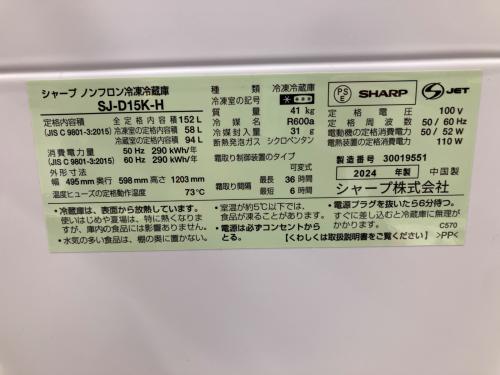 シャープ ノンフロン冷凍冷蔵庫
SJ-D15K-H
定格内容積 全定格内容積 152 L
(JIS C 9801-3:2015) 冷凍室の定格内容積 58 L
冷蔵室の定格内容積 94 L
消費電力量 50 Hz 290 kWh/年
(JIS C 9801-3:2015) 60 Hz 290 kWh/年
外形寸法
幅 495 mm 奥行 598 mm 高さ 1203 mm
温度ヒューズの定格動作温度 73℃
種類 冷凍冷蔵庫
冷凍室の記号
質量 41 kg
冷媒名 R600a
冷媒封入量 31 g
断熱発泡ガス シクロペンタン
霜取り制御装置のタイプ
可変式
霜取り間隔 最長 36 時間
最短 6 時間
PS
E
SHARP
S JET
定格電圧 100 V
定格周波数 50 / 60 Hz
電動機の定格消費電力 50 / 52 W
電熱装置の定格消費電力 110 W
製造番号 30019551
2024 年製 中国製
シャープ株式会社
・冷蔵庫は、表面から放熱しています。
使いはじめや夏場は、特に熱くなりま
すが、庫内の食品には影響ありません。
・水気の多い食品は、棚の奥に置かない。
・室温が約5℃以下では、
食品が凍ることがあります。
・電源は必ずコンセントから
とる。
・電源プラグを抜いたら6分待つ。
すぐに差し込むと冷蔵庫に無理が
かかります。
C570
【くわしくは取扱説明書をご覧ください】 >PP<